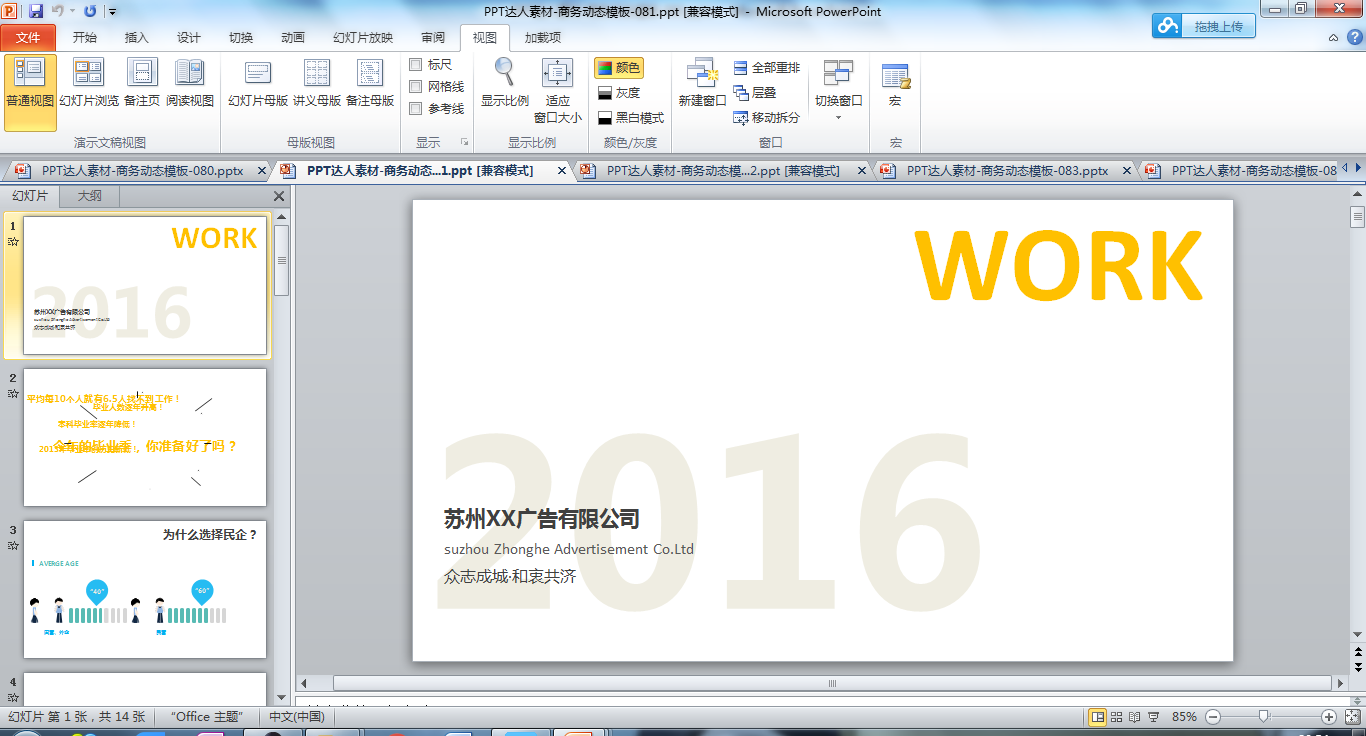 PPT达人素材-商务动态模板-081.ppt [兼容模式] - Microsoft PowerPoint
拖拽上传
文件 开始 插入 设计 切换 动画 幻灯片放映 审阅 视图 加载项
普通视图 幻灯片浏览 备注页 阅读视图
演示文稿视图
幻灯片母版 讲义母版 备注母版
母版视图
标尺
网格线
参考线
显示
显示比例
适应
窗口大小
显示比例
颜色
灰度
黑白模式
颜色/灰度
新建窗口
全部重排
层叠
移动拆分
切换窗口
窗口
宏
宏
PPT达人素材-商务动态模板-080.pptx
PPT达人素材-商务动态...1.ppt [兼容模式]
PPT达人素材-商务动态模...2.ppt [兼容模式]
PPT达人素材-商务动态模板-083.pptx
PPT达人素材-商务动态模板-08
幻灯片 大纲
1
WORK
2016
苏州XX广告有限公司
suzhou Zhonghe Advertisement Co.Ltd
众志成城·和衷共济
2
平均每10个人就有6.5人找不到工作！
毕业人数逐年升高！
本科毕业率逐年降低！
今年的毕业季，你准备好了吗？
3
为什么选择民企？
AVERGE AGE
"40"
"60"
4
WORK
2016
苏州XX广告有限公司
suzhou Zhonghe Advertisement Co.Ltd
众志成城·和衷共济
幻灯片 第 1 张，共 14 张
“Office 主题”
中文(中国)
85%